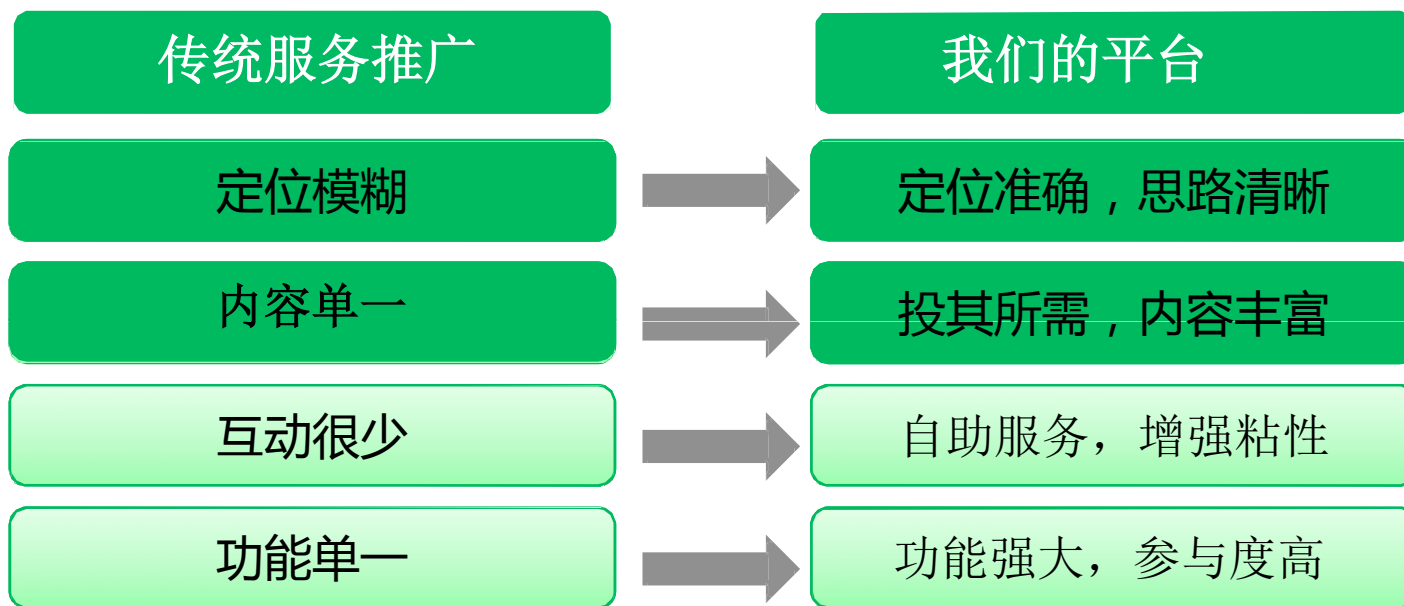 传统服务推广
我们的平台
定位模糊
定位准确，思路清晰
内容单一
投其所需，内容丰富
互动很少
自助服务，增强粘性
功能单一
功能强大，参与度高